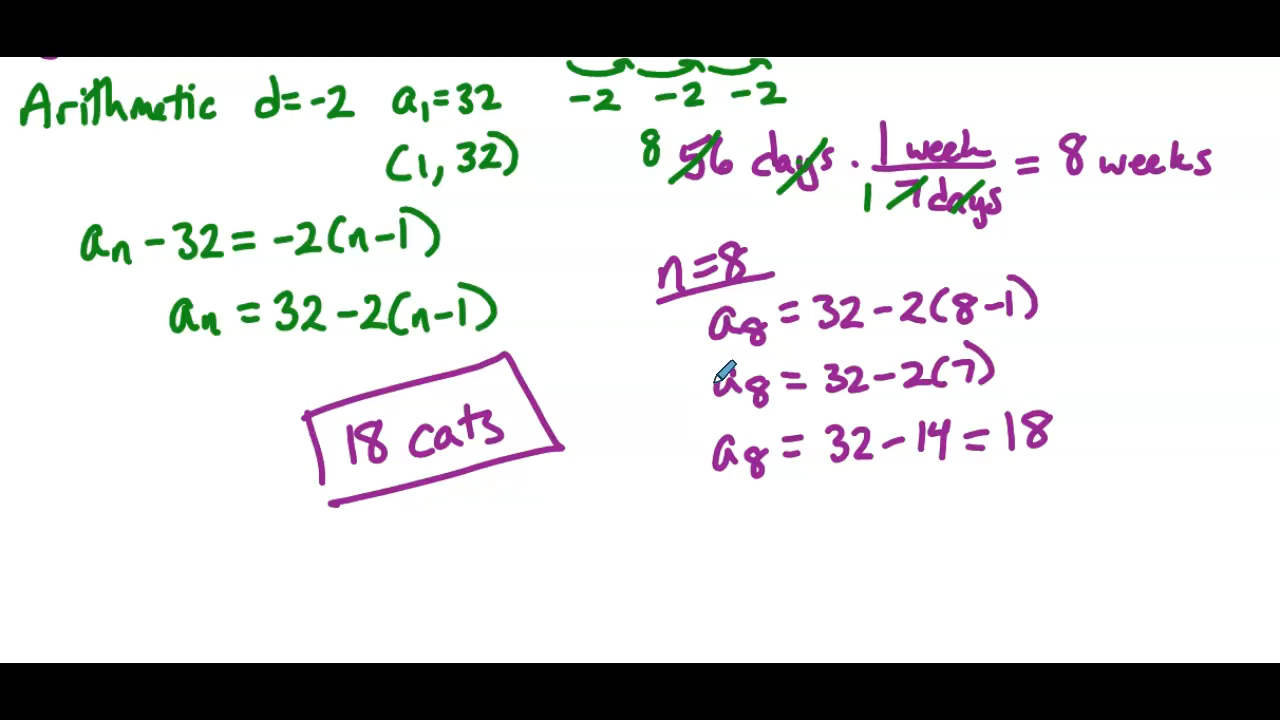 Arithmetic d=-2 a₁=32
-2 -2 -2
(1, 32)
8 56 days · 1 week / 1 7 days = 8 weeks
aₙ - 32 = -2(n-1)
aₙ = 32 - 2(n-1)
n=8
a₈ = 32 - 2(8-1)
a₈ = 32 - 2(7)
a₈ = 32 - 14 = 18
18 cats